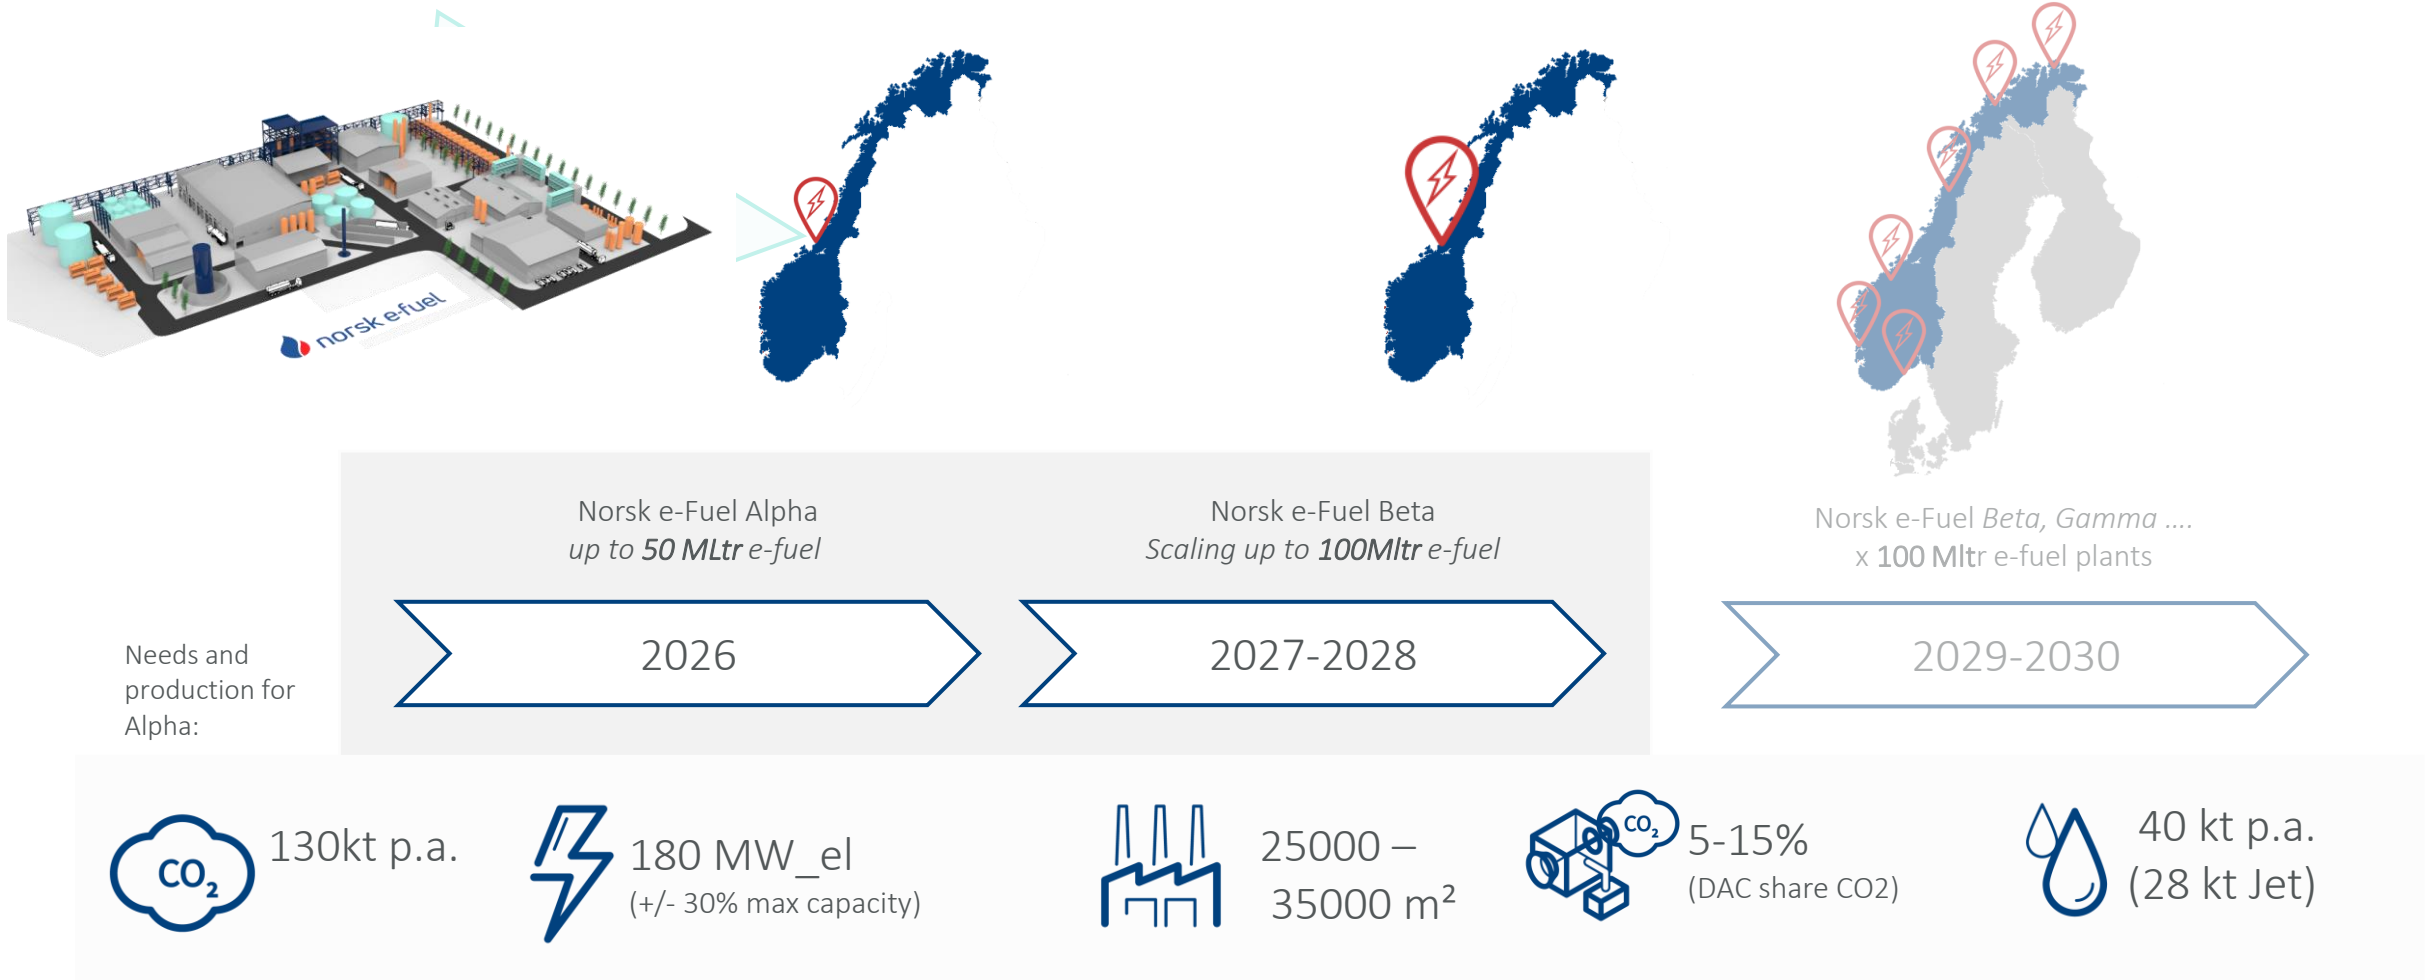 norsk e-fuel
Norsk e-Fuel Alpha
up to 50 MLtr e-fuel
Norsk e-Fuel Beta
Scaling up to 100Mltr e-fuel
Norsk e-Fuel Beta, Gamma ....
x 100 Mltr e-fuel plants
Needs and
production for
Alpha:
2026
2027-2028
2029-2030
CO₂
130kt p.a.
180 MW_el
(+/- 30% max capacity)
25000 –
35000 m²
CO₂
5-15%
(DAC share CO2)
40 kt p.a.
(28 kt Jet)